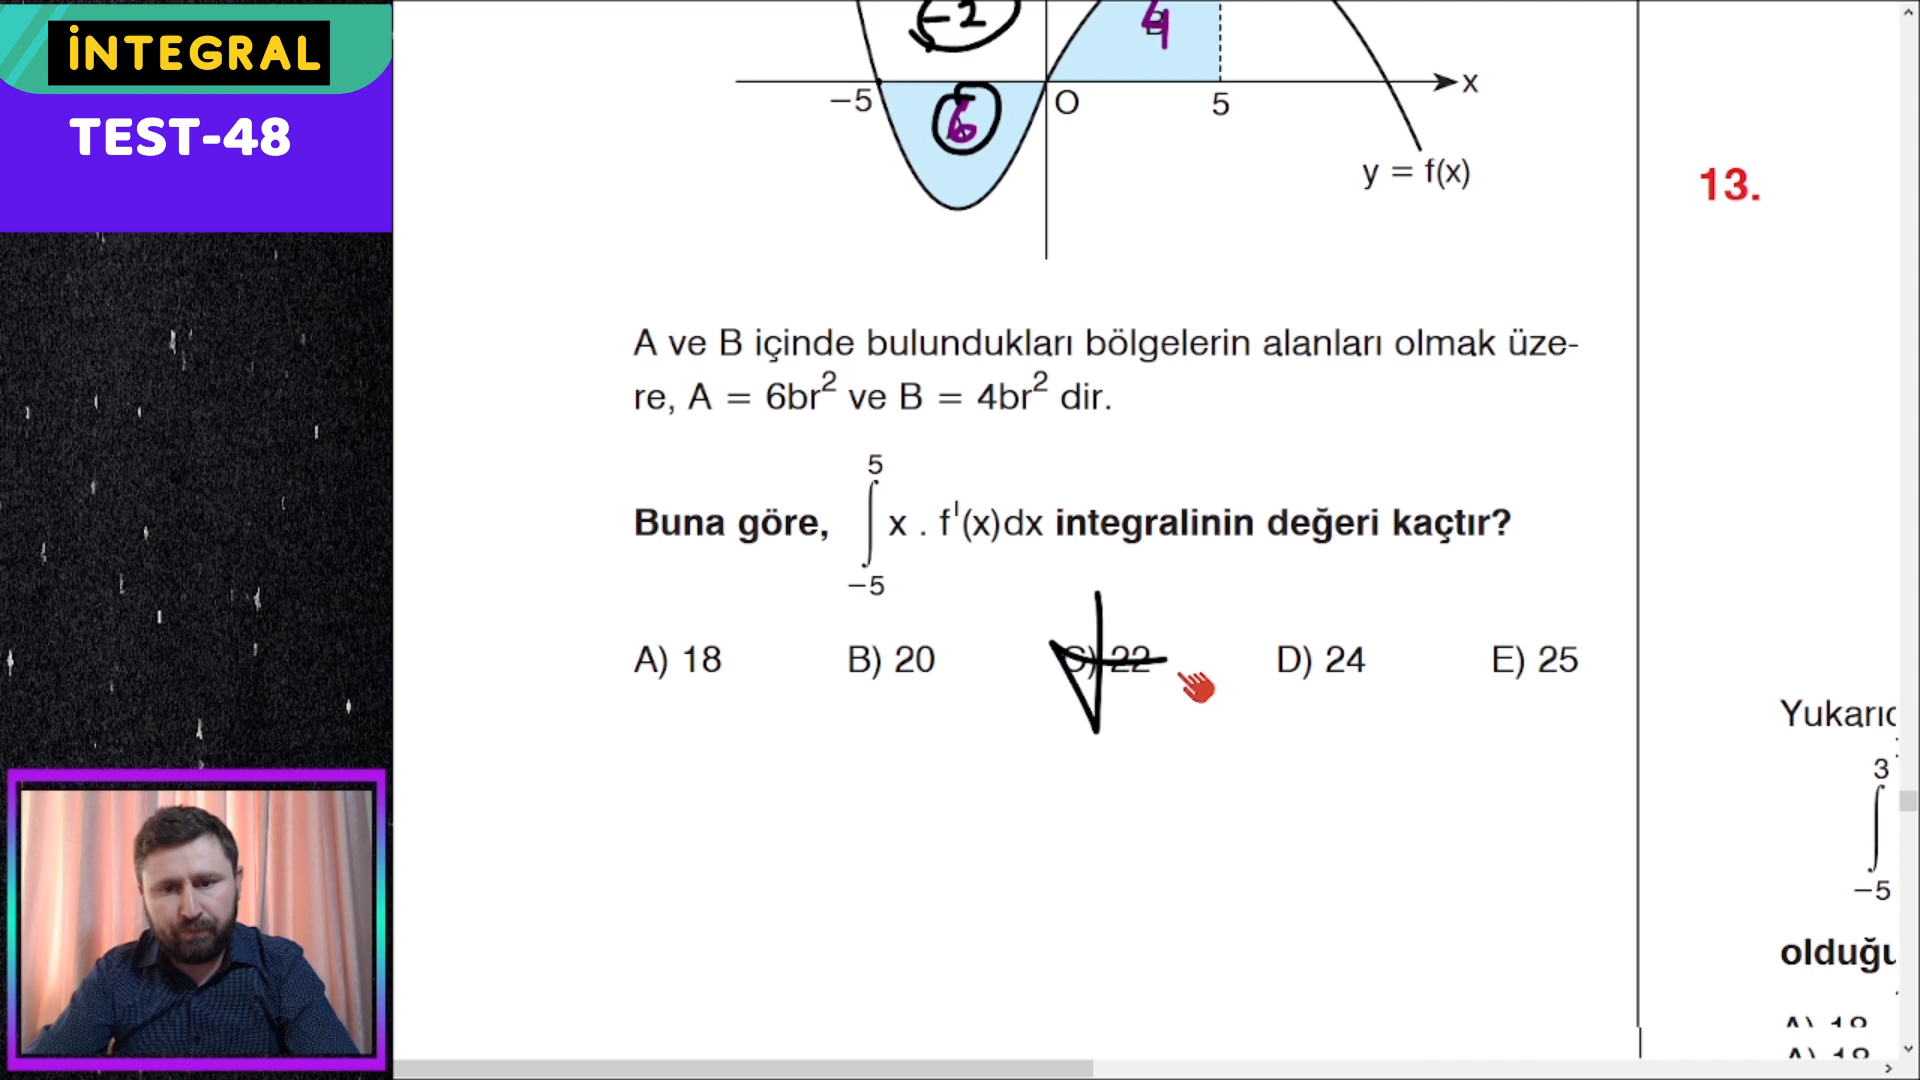 İNTEGRAL
TEST-48
-2
4
-5
6
O
5
x
y = f(x)
13.
A ve B içinde bulundukları bölgelerin alanları olmak üze-
re, A = 6br² ve B = 4br² dir.
5
Buna göre, ∫ x . f'(x)dx integralinin değeri kaçtır?
-5
A) 18 B) 20 C) 22 D) 24 E) 25
3
∫
-5